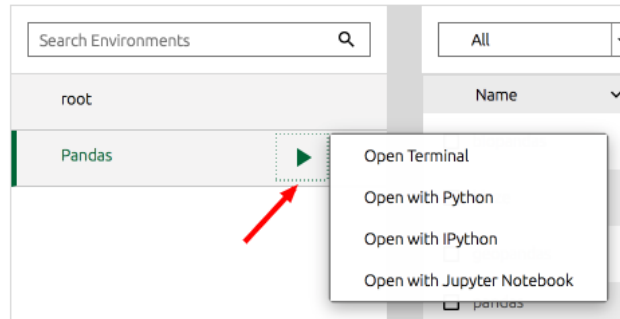 Search Environments
All
root
Name
Pandas
Open Terminal
Open with Python
Open with IPython
Open with Jupyter Notebook
pandas